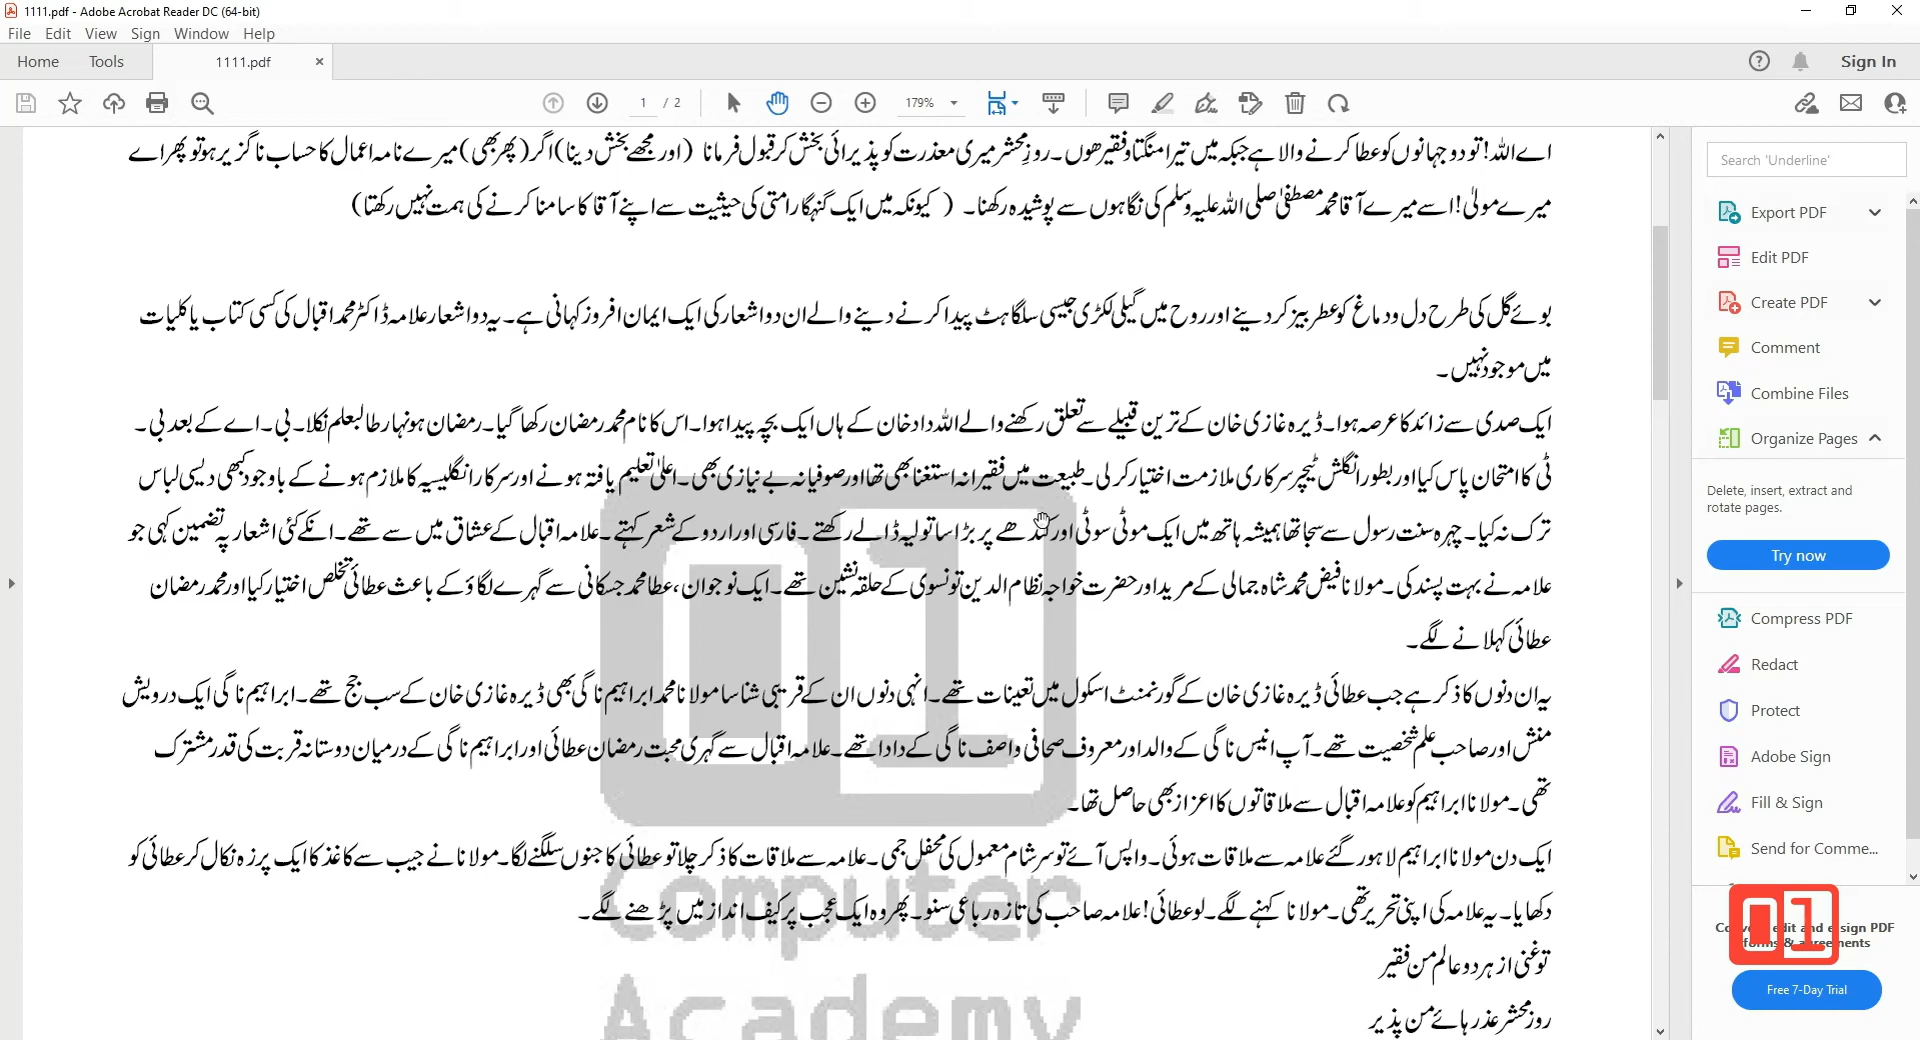 1111.pdf - Adobe Acrobat Reader DC (64-bit)
File Edit View Sign Window Help
Home Tools 1111.pdf Sign In
1 / 2 179%
اے اللہ! تو دو جہانوں کو عطا کرنے والا ہے جبکہ میں تیرا منگتا و فقیر ھوں۔ روزِ محشر میری معذرت کو پذیرائی بخش کر قبول فرمانا (اور مجھے بخش دینا) اگر (پھر بھی) میرے نامہ اعمال کا حساب ناگزیر ہو تو پھر اے
میرے مولیٰ! اسے میرے آقا محمد مصطفیٰ صلی اللہ علیہ وسلم کی نگاہوں سے پوشیدہ رکھنا۔ (کیونکہ میں ایک گنہگار امتی کی حیثیت سے اپنے آقا کا سامنا کرنے کی ہمت نہیں رکھتا)
بوئے گل کی طرح دل و دماغ کو عطر بیز کر دینے اور روح میں گیلی لکڑی جیسی سلگاہٹ پیدا کرنے دینے والے ان دو اشعار کی ایک ایمان افروز کہانی ہے۔ یہ دو اشعار علامہ ڈاکٹر محمد اقبال کی کسی کتاب یا کلیات
میں موجود نہیں۔
ایک صدی سے زائد کا عرصہ ہوا۔ ڈیرہ غازی خان کے ترین قبیلے سے تعلق رکھنے والے اللہ داد خان کے ہاں ایک بچہ پیدا ہوا۔ اس کا نام محمد رمضان رکھا گیا۔ رمضان ہونہار طالبعلم نکلا۔ بی۔ اے کے بعد بی۔
ٹی کا امتحان پاس کیا اور بطور انگلش ٹیچر سرکاری ملازمت اختیار کر لی۔ طبیعت میں فقیرانہ استغنا بھی تھا اور صوفیانہ بے نیازی بھی۔ اعلیٰ تعلیم یافتہ ہونے اور سرکار انگلیسیہ کا ملازم ہونے کے باوجود کبھی دیسی لباس
ترک نہ کیا۔ چہرہ سنت رسول سے سجا تھا ہمیشہ ہاتھ میں ایک موٹی سوٹی اور کندھے پر بڑا سا تولیہ ڈالے رکھتے۔ فارسی اور اردو کے شعر کہتے۔ علامہ اقبال کے عشاق میں سے تھے۔ انکے کئی اشعار پہ تضمین کہی جو
علامہ نے بہت پسند کی۔ مولانا فیض محمد شاہ جمالی کے مرید اور حضرت خواجہ نظام الدین تونسوی کے حلقہ نشین تھے۔ ایک نوجوان، عطا محمد جسکانی سے گہرے لگاؤ کے باعث عطائی تخلص اختیار کیا اور محمد رمضان
عطائی کہلانے لگے۔
یہ ان دنوں کا ذکر ہے جب عطائی ڈیرہ غازی خان کے گورنمنٹ اسکول میں تعینات تھے۔ انہی دنوں ان کے قریبی شناسا مولانا محمد ابراہیم ناگی بھی ڈیرہ غازی خان کے سب جج تھے۔ ابراہیم ناگی ایک درویش
منش اور صاحب علم شخصیت تھے۔ آپ انیس ناگی کے والد اور معروف صحافی واصف ناگی کے دادا تھے۔ علامہ اقبال سے گہری محبت رمضان عطائی اور ابراہیم ناگی کے درمیان دوستانہ قربت کی قدر مشترک
تھی۔ مولانا ابراہیم کو علامہ اقبال سے ملاقاتوں کا اعزاز بھی حاصل تھا۔
ایک دن مولانا ابراہیم لاہور گئے علامہ سے ملاقات ہوئی۔ واپس آئے تو سر شام معمول کی محفل جمی۔ علامہ سے ملاقات کا ذکر چلا تو عطائی کا جنوں سلگنے لگا۔ مولانا نے جیب سے کاغذ کا ایک پرزہ نکال کر عطائی کو
دکھایا۔ یہ علامہ کی اپنی تحریر تھی۔ مولانا کہنے لگے۔ لو عطائی! علامہ صاحب کی تازہ رباعی سنو۔ پھر وہ ایک عجب پر کیف انداز میں پڑھنے لگے۔
تو غنی از ہر دو عالم من فقیر
روز محشر عذر ہائے من پذیر
01
Computer
Academy
Search 'Underline'
Export PDF
Edit PDF
Create PDF
Comment
Combine Files
Organize Pages
Delete, insert, extract and
rotate pages.
Try now
Compress PDF
Redact
Protect
Adobe Sign
Fill & Sign
Send for Comme...
01
edit and e-sign PDF
Free 7-Day Trial